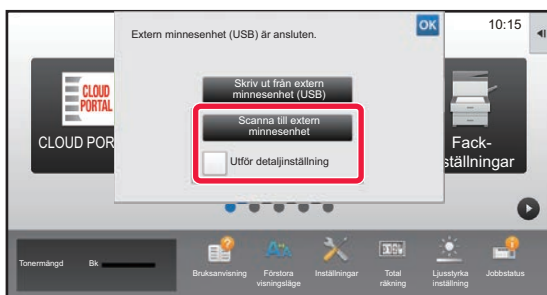 10:15
Extern minnesenhet (USB) är ansluten.
OK
Skriv ut från extern
minnesenhet (USB)
Scanna till extern
minnesenhet
Utför detaljinställning
CLOUD
PORTAL
CLOUD POR
Fack-
ställningar
Tonermängd
Bk
Bruksanvisning
Förstora
visningsläge
Inställningar
Total
räkning
Ljusstyrka
inställning
Jobbstatus